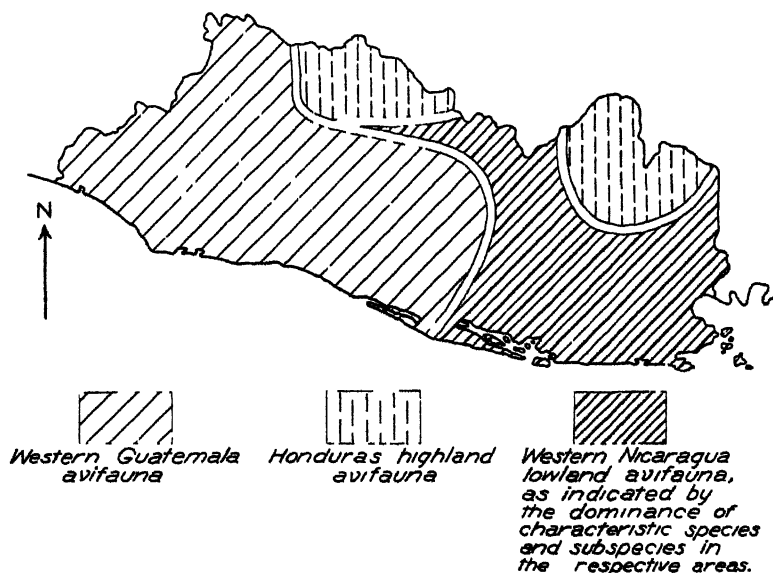 N
Western Guatemala
avifauna
Honduras highland
avifauna
Western Nicaragua
lowland avifauna,
as indicated by
the dominance of
characteristic species
and subspecies in
the respective areas.